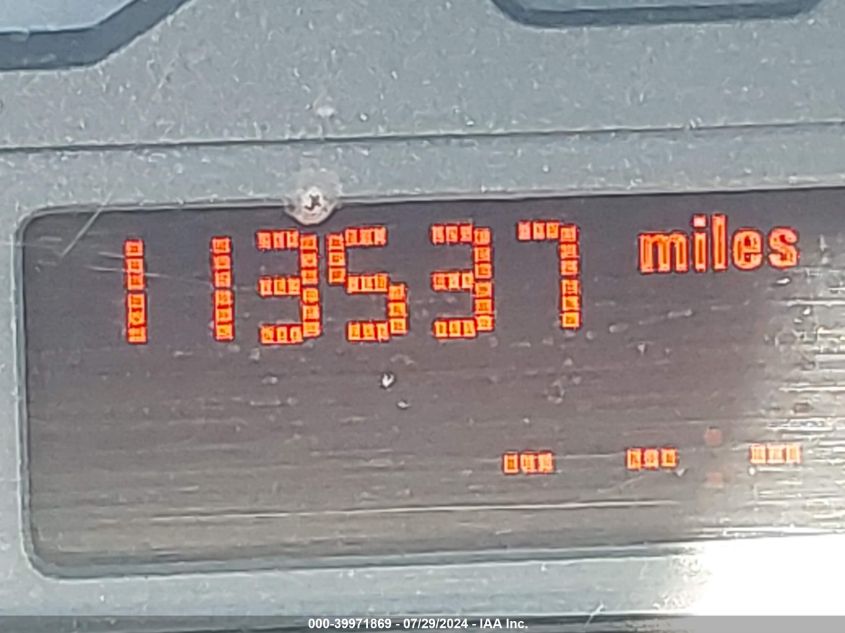 113537 miles
-- -- : --
000-39971869 - 07/29/2024 - IAA Inc.